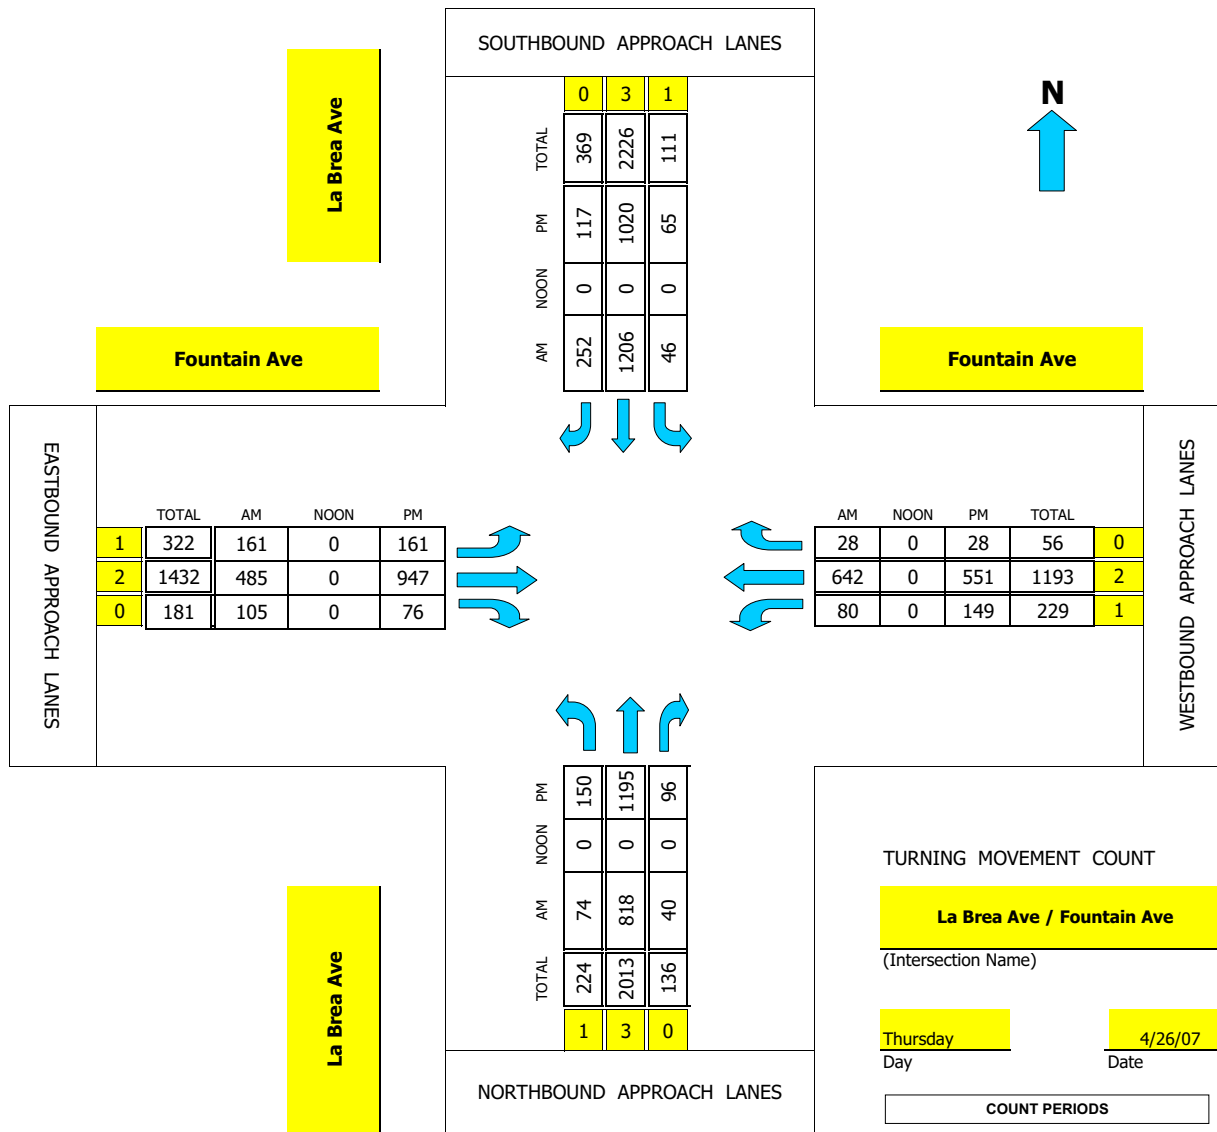 SOUTHBOUND APPROACH LANES
La Brea Ave
N
0 3 1
TOTAL 369 2226 111
PM 117 1020 65
NOON 0 0 0
AM 252 1206 46
Fountain Ave
Fountain Ave
EASTBOUND APPROACH LANES
TOTAL AM NOON PM
1 322 161 0 161
2 1432 485 0 947
0 181 105 0 76
AM NOON PM TOTAL
28 0 28 56 0
642 0 551 1193 2
80 0 149 229 1
WESTBOUND APPROACH LANES
PM 150 1195 96
NOON 0 0 0
AM 74 818 40
TOTAL 224 2013 136
1 3 0
NORTHBOUND APPROACH LANES
La Brea Ave
TURNING MOVEMENT COUNT
La Brea Ave / Fountain Ave
(Intersection Name)
Thursday 4/26/07
Day Date
COUNT PERIODS